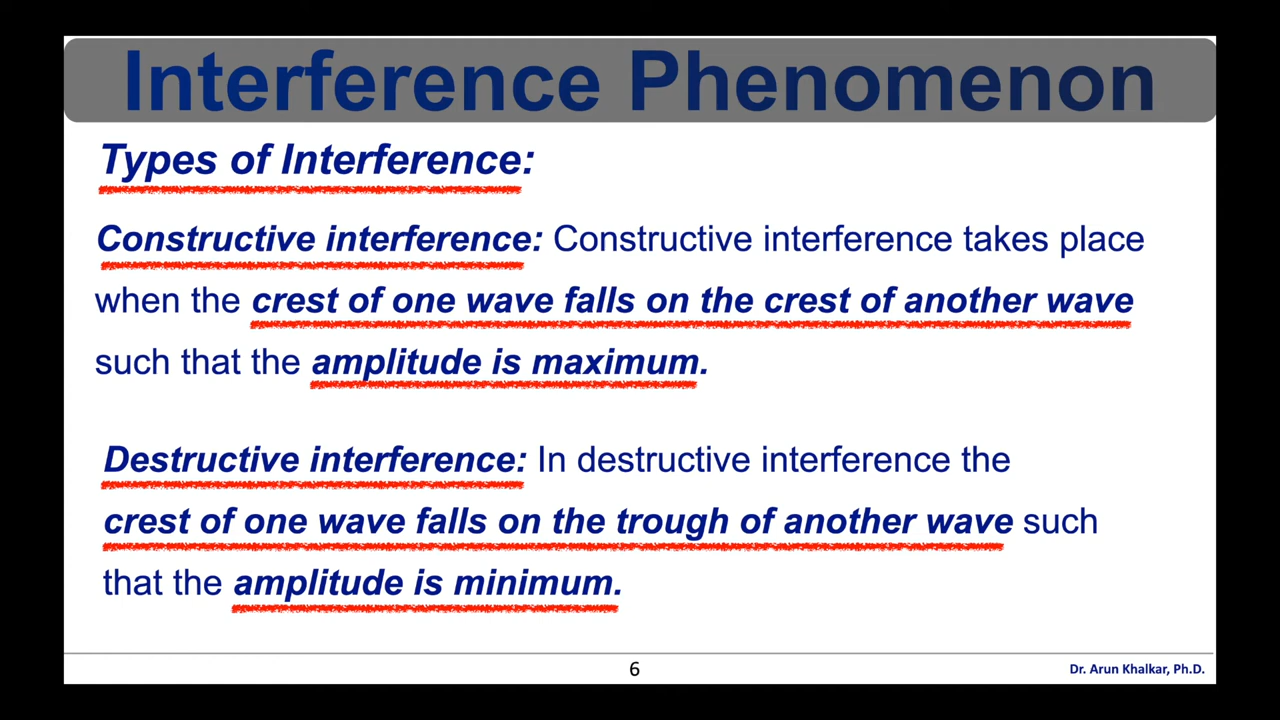 Interference Phenomenon
Types of Interference:
Constructive interference: Constructive interference takes place
when the crest of one wave falls on the crest of another wave
such that the amplitude is maximum.
Destructive interference: In destructive interference the
crest of one wave falls on the trough of another wave such
that the amplitude is minimum.
6
Dr. Arun Khalkar, Ph.D.